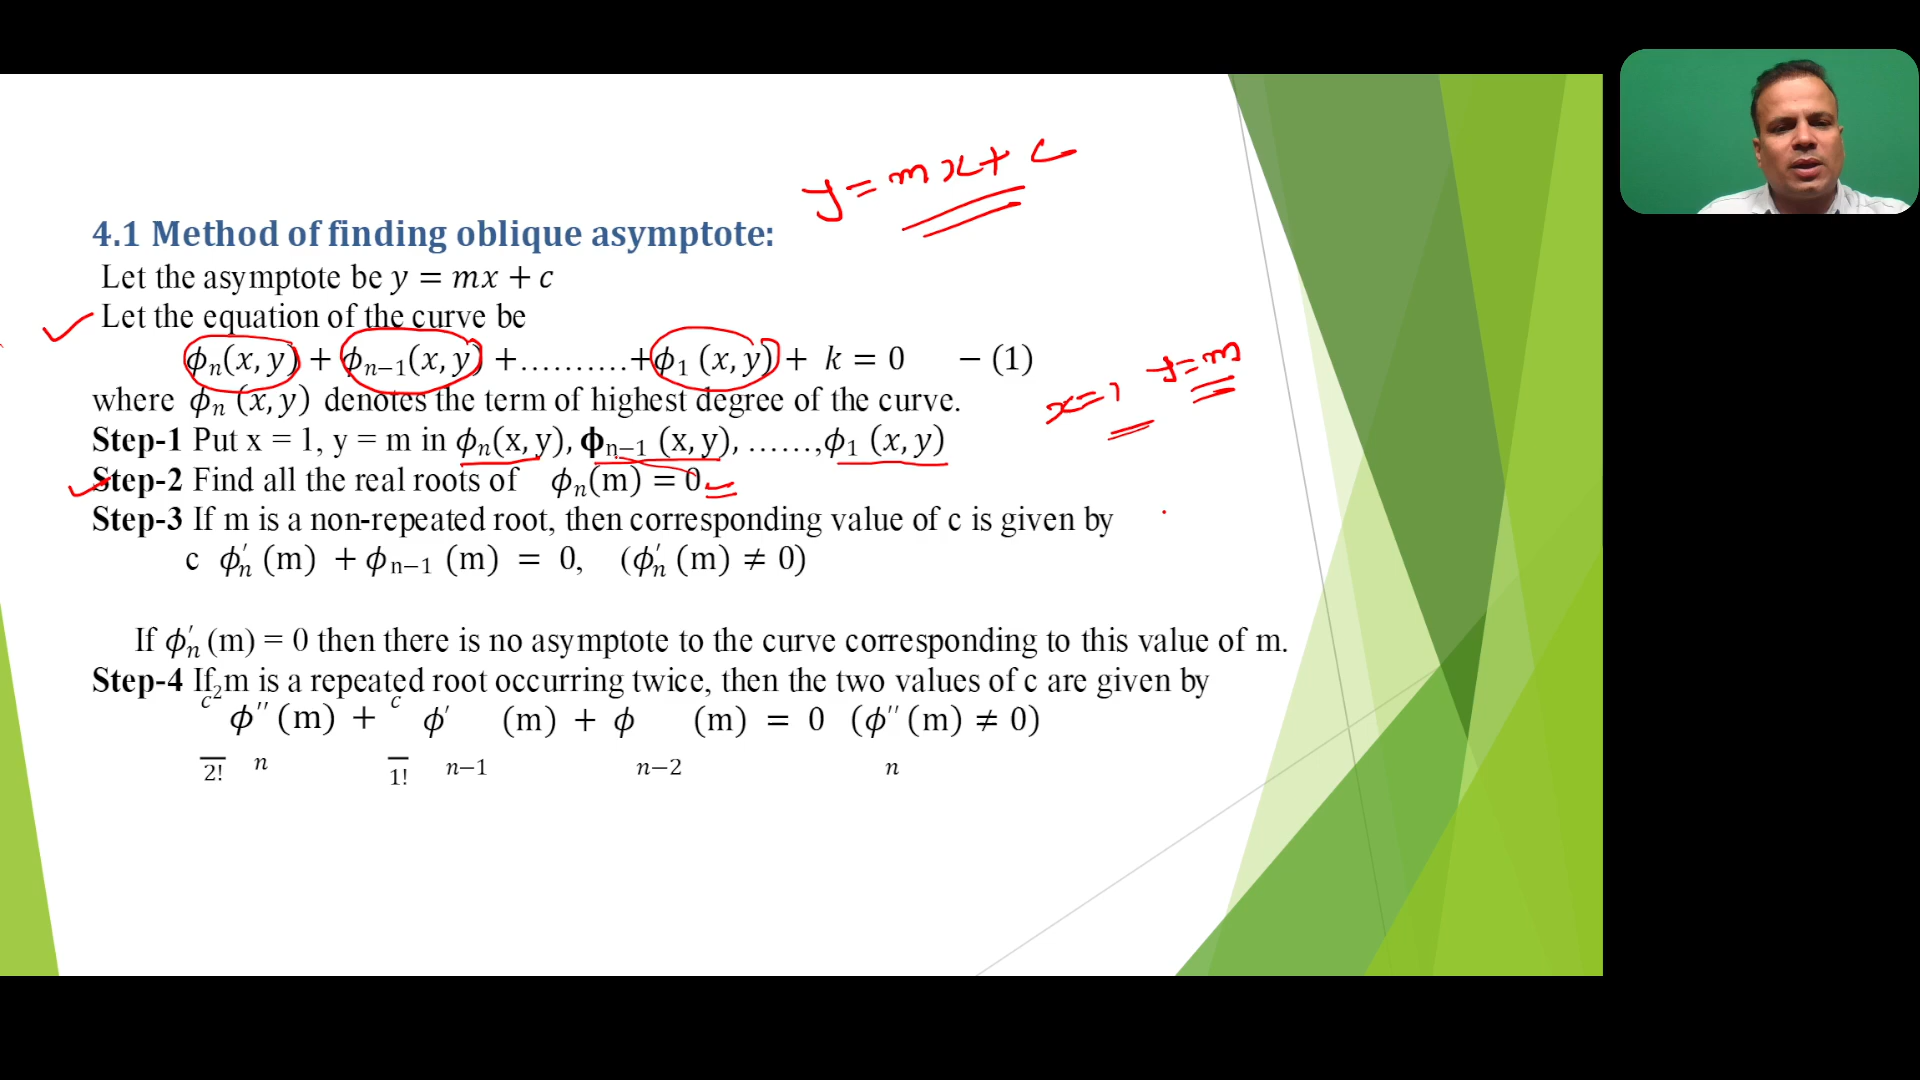 y = mx + c
4.1 Method of finding oblique asymptote:
Let the asymptote be y = mx + c
Let the equation of the curve be
ϕn(x, y) + ϕn−1(x, y) +..........+ϕ1 (x, y) + k = 0 − (1)
y = m
x = 1
where ϕn (x, y) denotes the term of highest degree of the curve.
Step-1 Put x = 1, y = m in ϕn(x, y), ϕn−1 (x, y), ......,ϕ1 (x, y)
Step-2 Find all the real roots of ϕn(m) = 0
Step-3 If m is a non-repeated root, then corresponding value of c is given by
c ϕ′n (m) + ϕn−1 (m) = 0, (ϕ′n (m) ≠ 0)
If ϕ′n (m) = 0 then there is no asymptote to the curve corresponding to this value of m.
Step-4 If m is a repeated root occurring twice, then the two values of c are given by
c2/2! ϕ′′n (m) + c/1! ϕ′n−1 (m) + ϕn−2 (m) = 0 (ϕ′′n (m) ≠ 0)